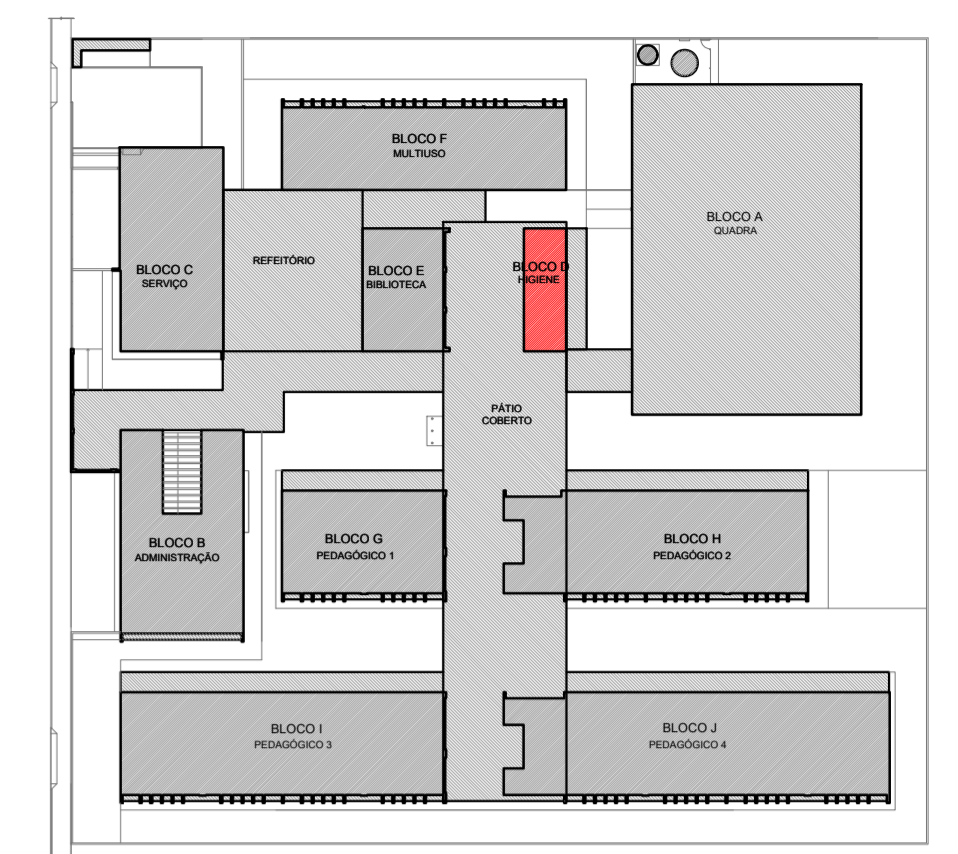 BLOCO F
MULTIUSO
BLOCO A
QUADRA
REFEITÓRIO
BLOCO C
SERVIÇO
BLOCO E
BIBLIOTECA
BLOCO D
HIGIENE
PÁTIO
COBERTO
BLOCO B
ADMINISTRAÇÃO
BLOCO G
PEDAGÓGICO 1
BLOCO H
PEDAGÓGICO 2
BLOCO I
PEDAGÓGICO 3
BLOCO J
PEDAGÓGICO 4